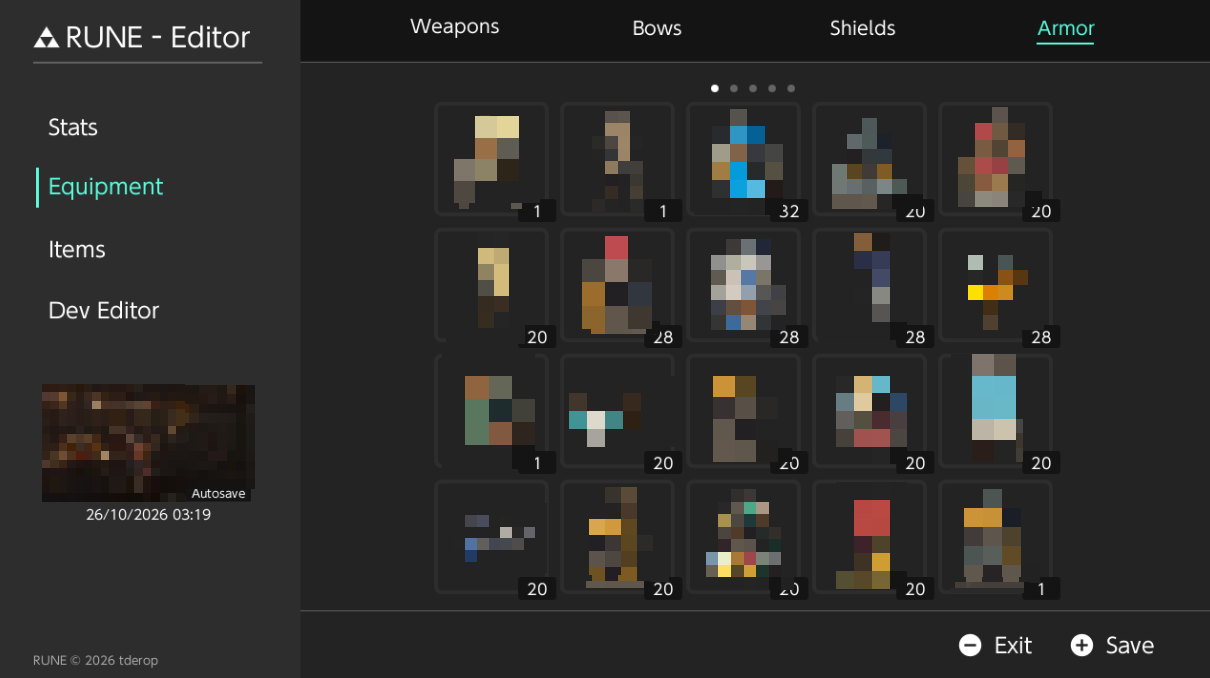 RUNE - Editor
Weapons
Bows
Shields
Armor
Stats
Equipment
Items
Dev Editor
1
1
32
20
20
20
28
28
28
28
1
20
20
20
20
20
20
20
20
1
Autosave
26/10/2026 03:19
RUNE © 2026 tderop
Exit
Save